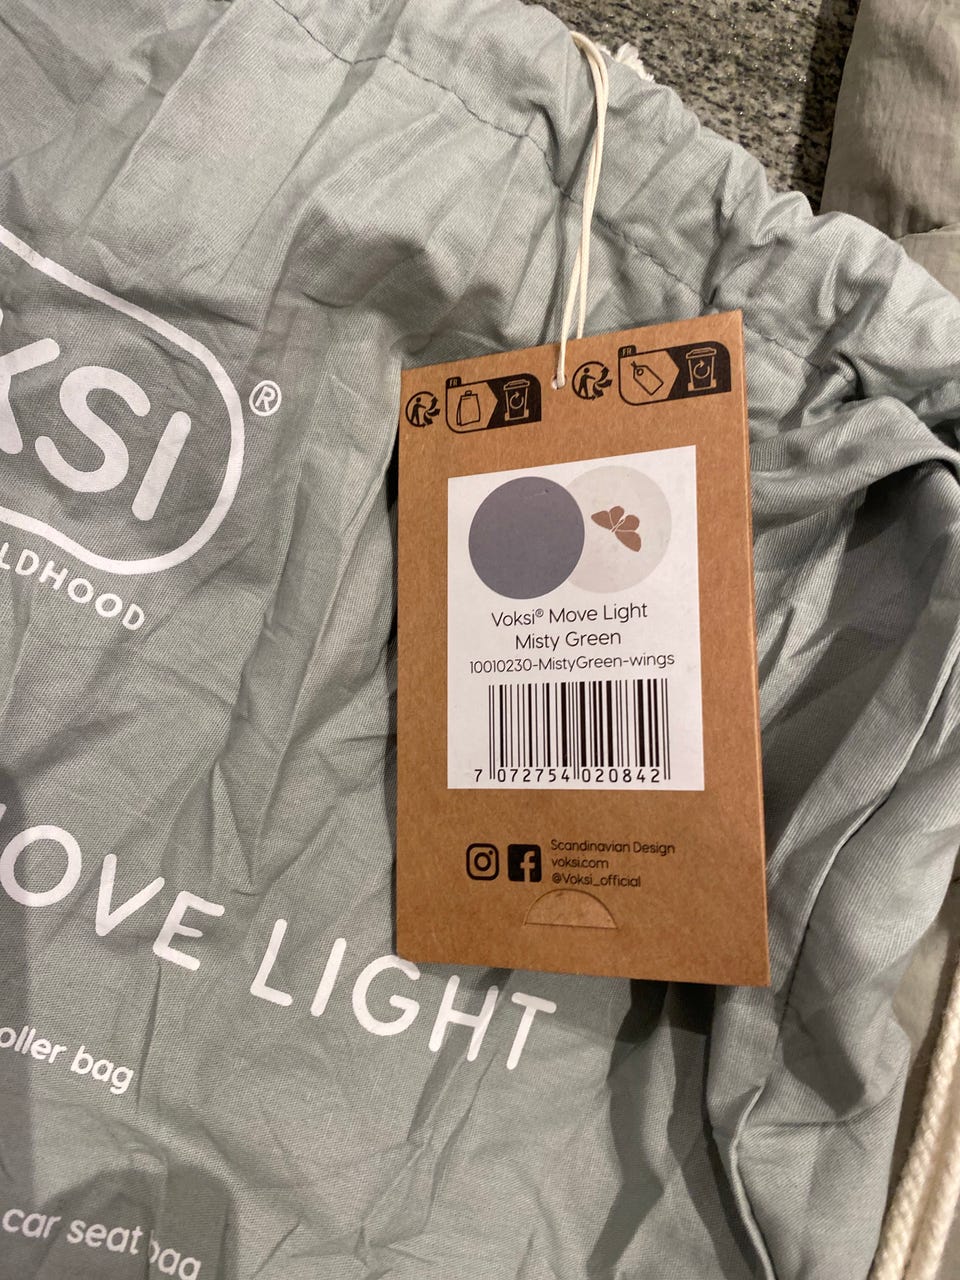 KSI®
LDHOOD
OVE LIGHT
oller bag
car seat bag
FR
FR
Voksi® Move Light
Misty Green
10010230-MistyGreen-wings
7 072754 020842
Scandinavian Design
voksi.com
@Voksi_official